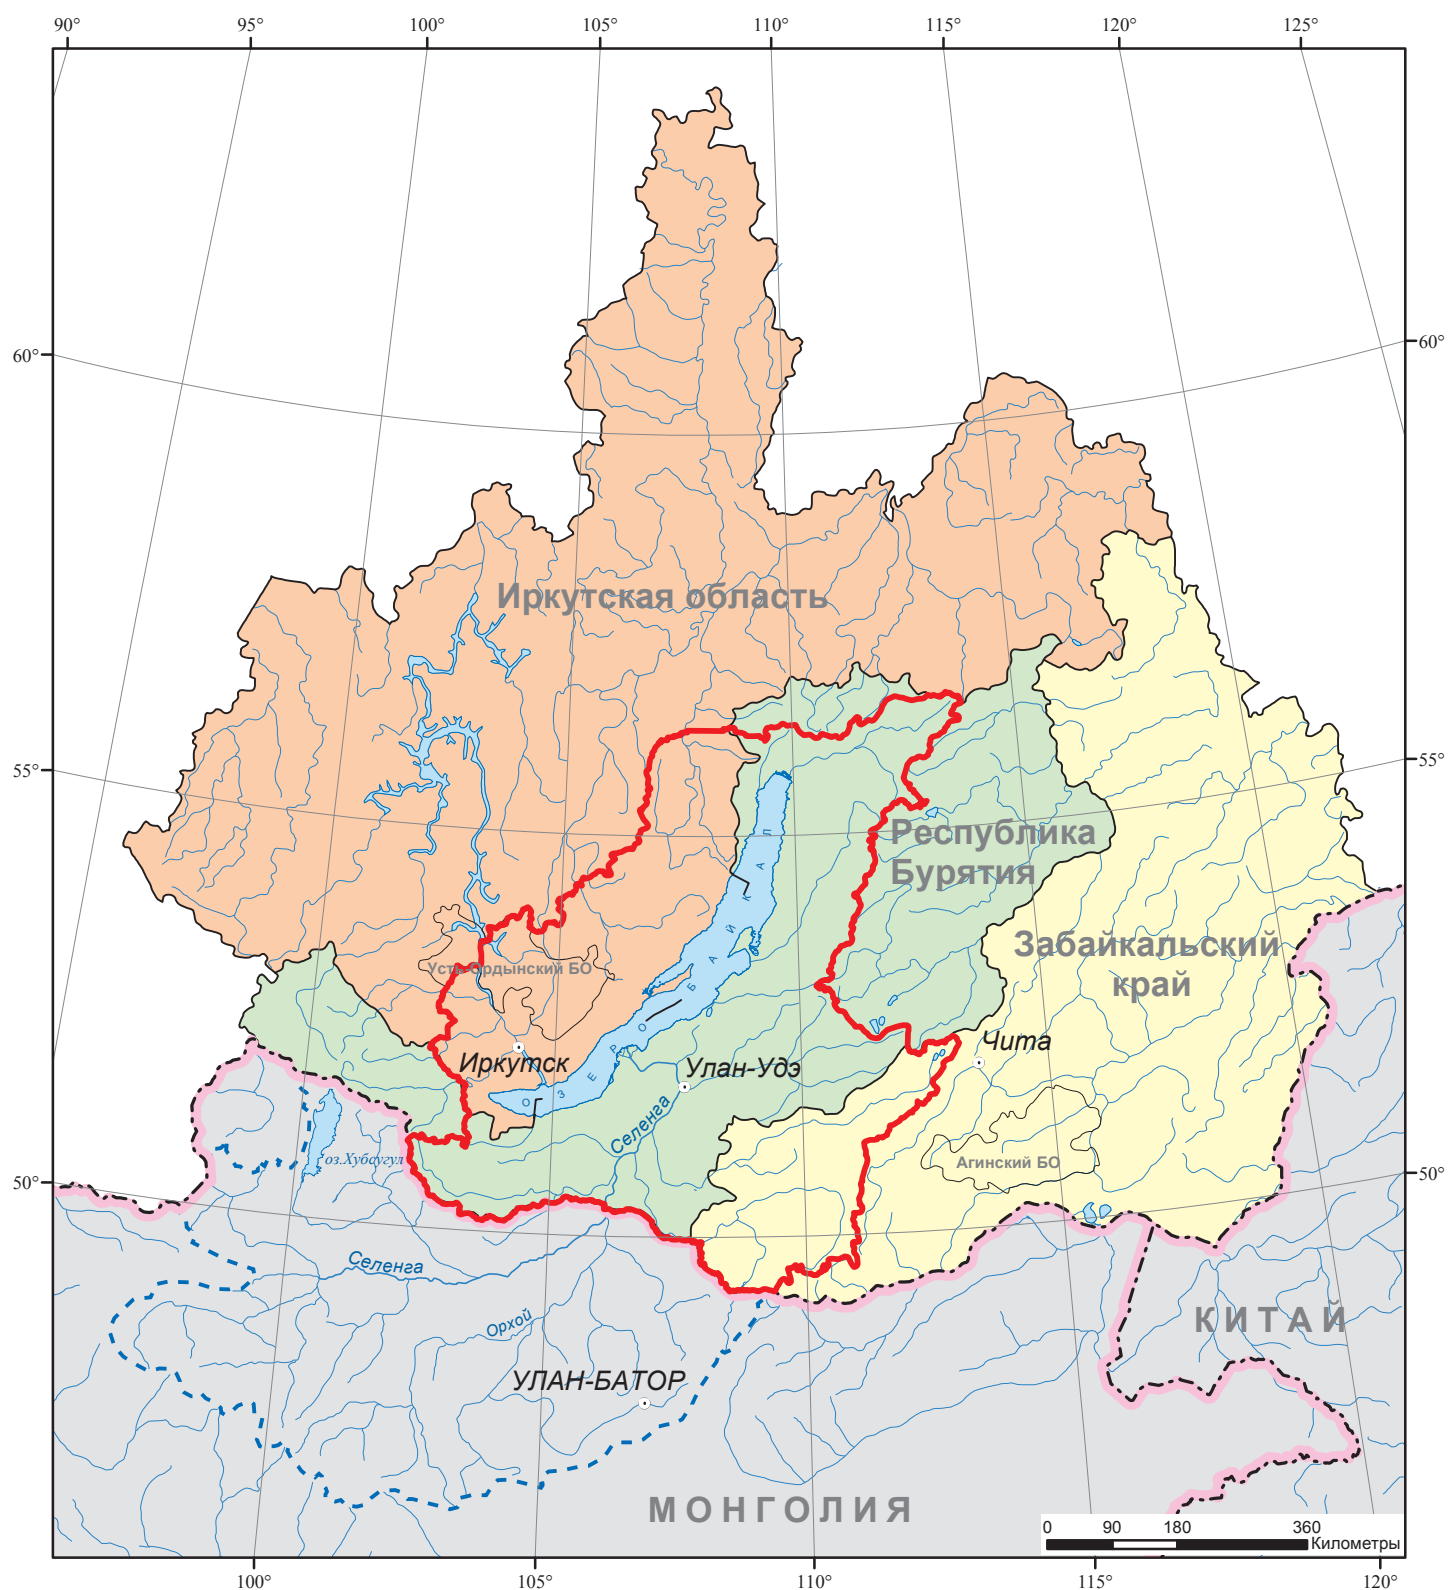 90° 95° 100° 105° 110° 115° 120° 125°
60° 60°
Иркутская область
55° 55°
Республика
Бурятия
Забайкальский
край
Усть-Ордынский БО
О З Е Р О Б А Й К А Л
Иркутск
Чита
Улан-Удэ
Селенга
оз.Хубсугул
Агинский БО
50° 50°
Селенга
Орхой
КИТАЙ
УЛАН-БАТОР
МОНГОЛИЯ
0 90 180 360
Километры
100° 105° 110° 115° 120°